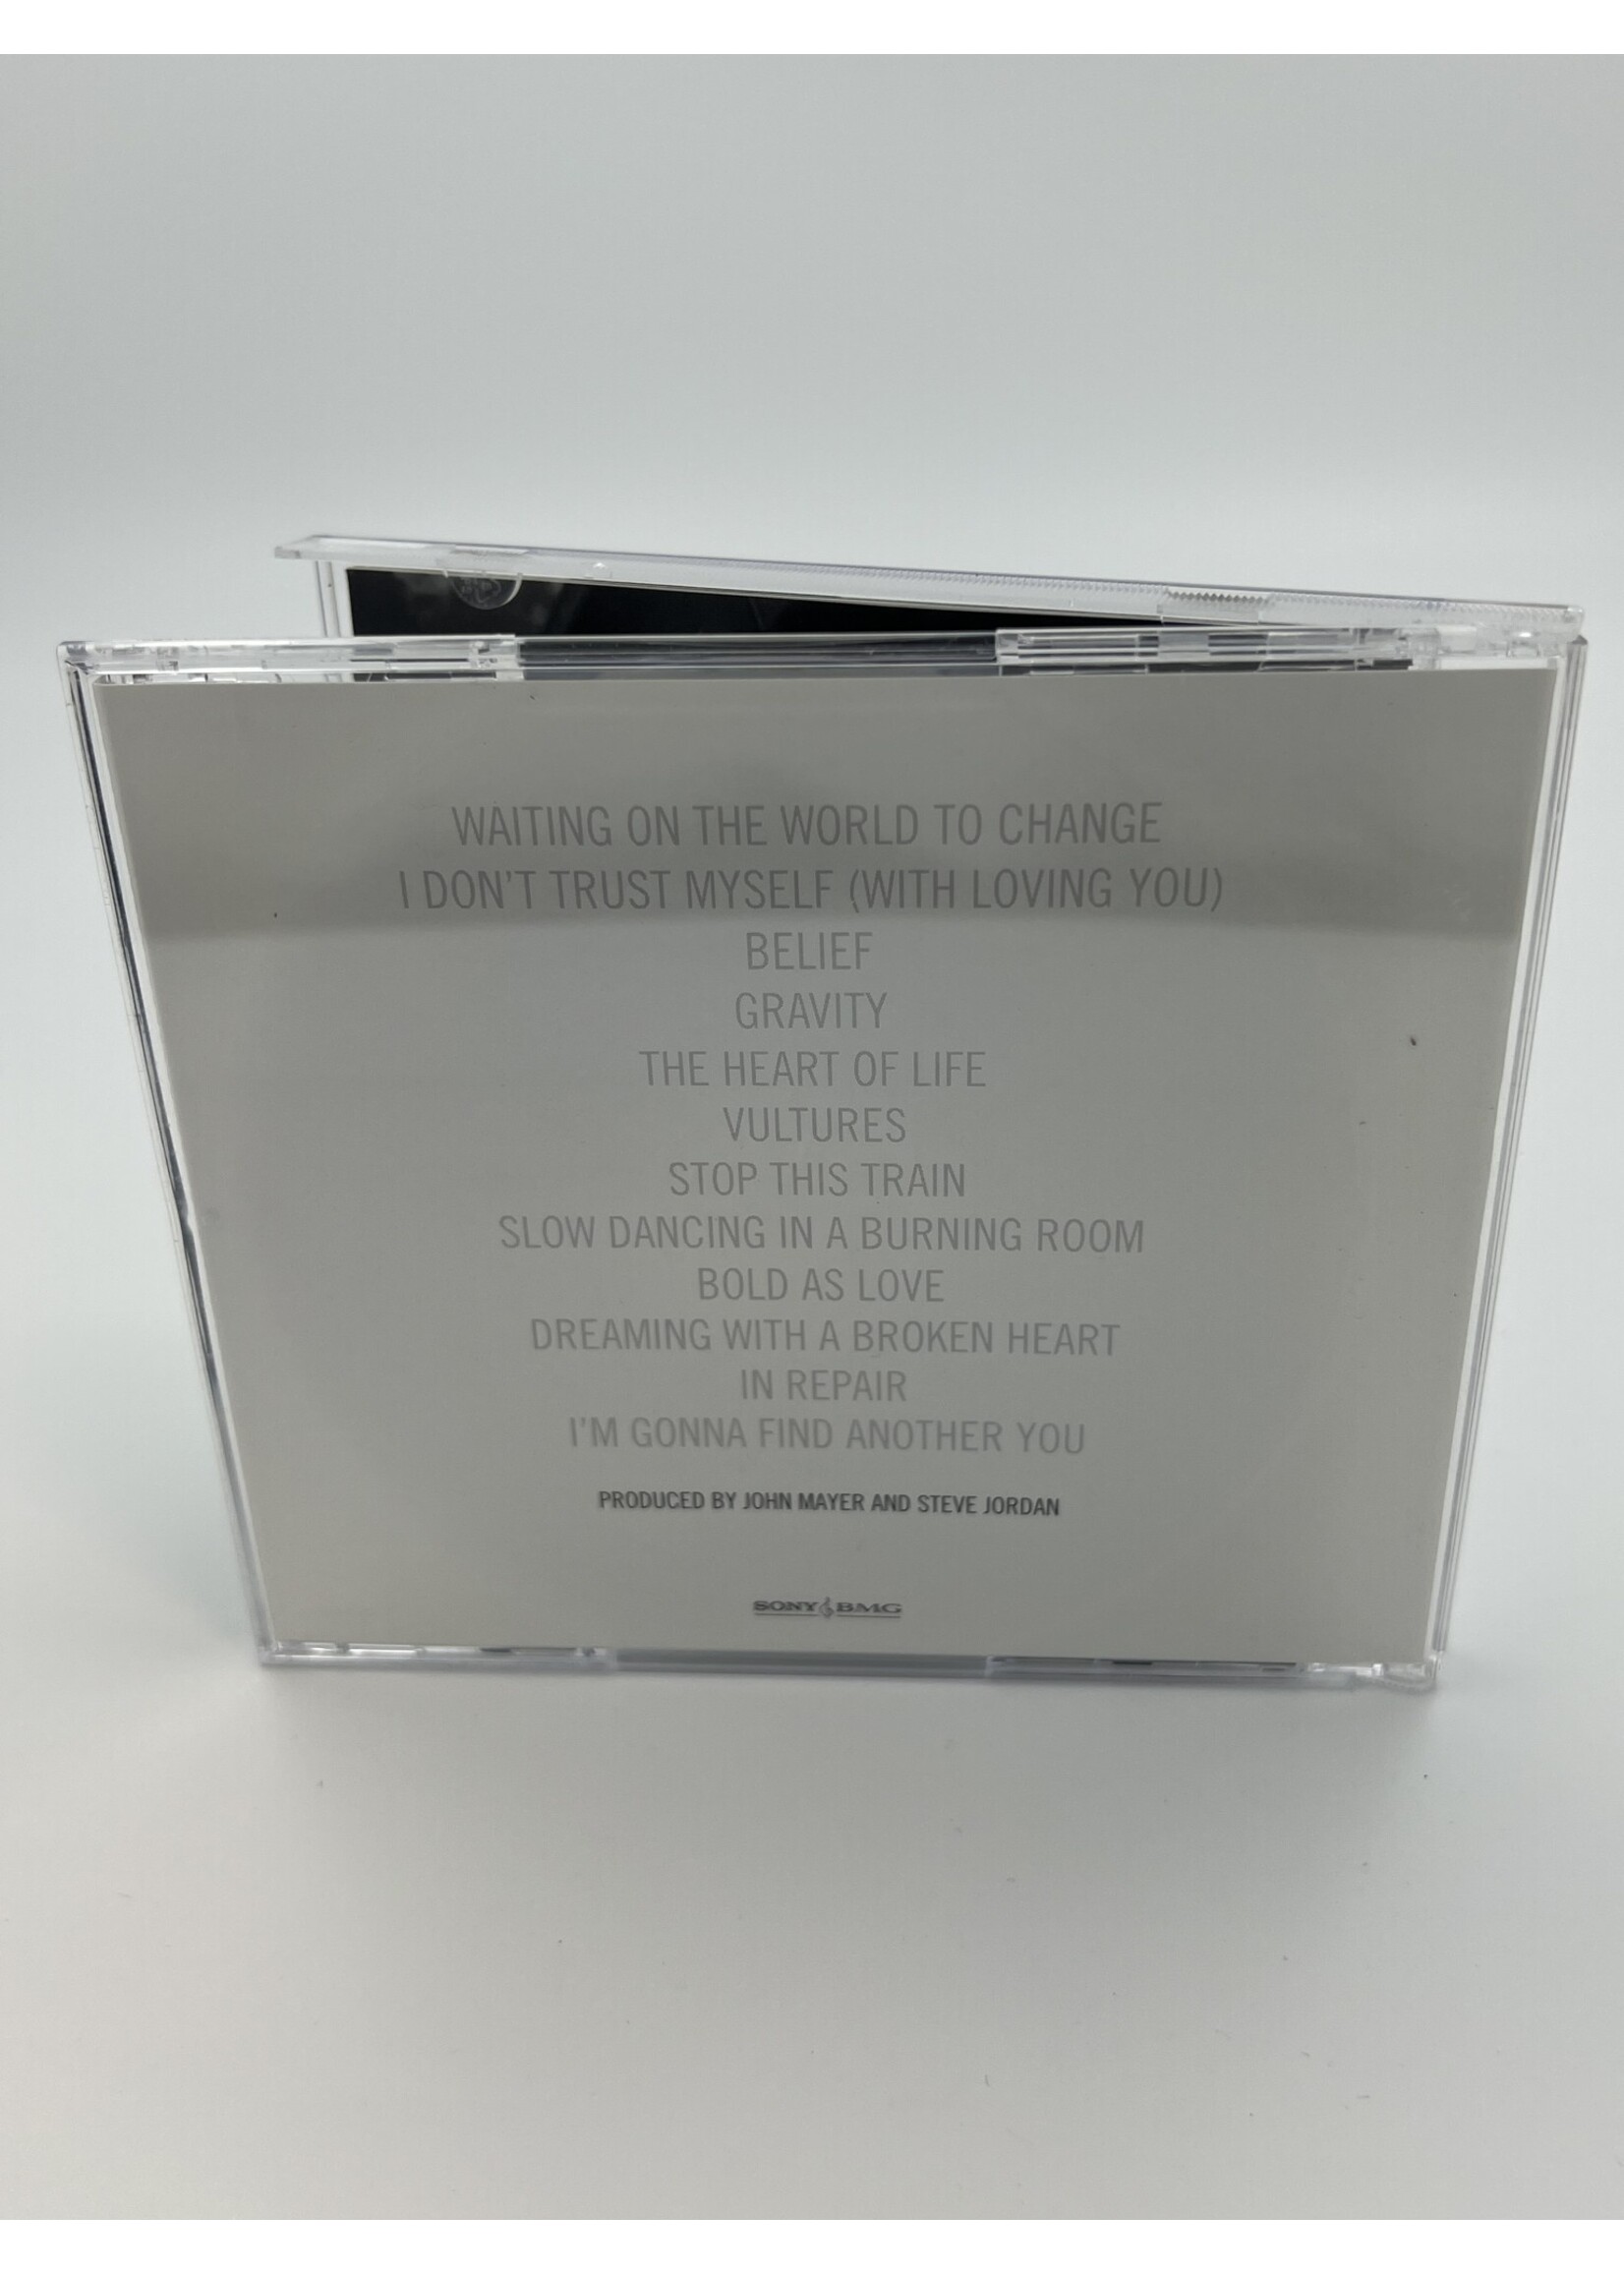 WAITING ON THE WORLD TO CHANGE
I DON'T TRUST MYSELF (WITH LOVING YOU)
BELIEF
GRAVITY
THE HEART OF LIFE
VULTURES
STOP THIS TRAIN
SLOW DANCING IN A BURNING ROOM
BOLD AS LOVE
DREAMING WITH A BROKEN HEART
IN REPAIR
I'M GONNA FIND ANOTHER YOU
PRODUCED BY JOHN MAYER AND STEVE JORDAN
SONY BMG